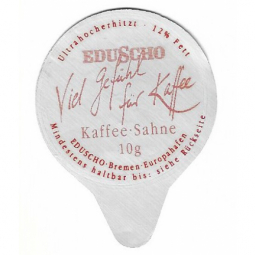 Ultrahocherhitzt · 12% Fett
EDUSCHO
Viel Gefühl
für Kaffee
Kaffee-Sahne
10g
EDUSCHO-Bremen-Europahafen
Mindestens haltbar bis: siehe Rückseite